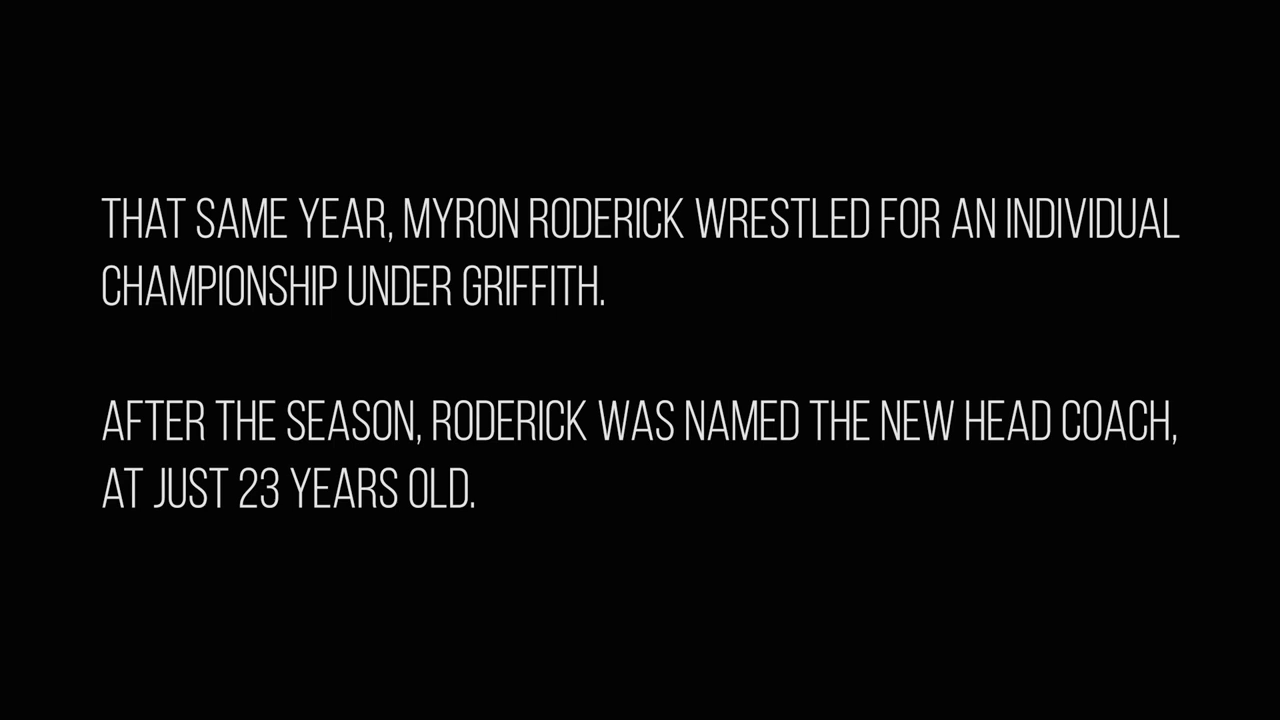 THAT SAME YEAR, MYRON RODERICK WRESTLED FOR AN INDIVIDUAL
CHAMPIONSHIP UNDER GRIFFITH.
AFTER THE SEASON, RODERICK WAS NAMED THE NEW HEAD COACH,
AT JUST 23 YEARS OLD.